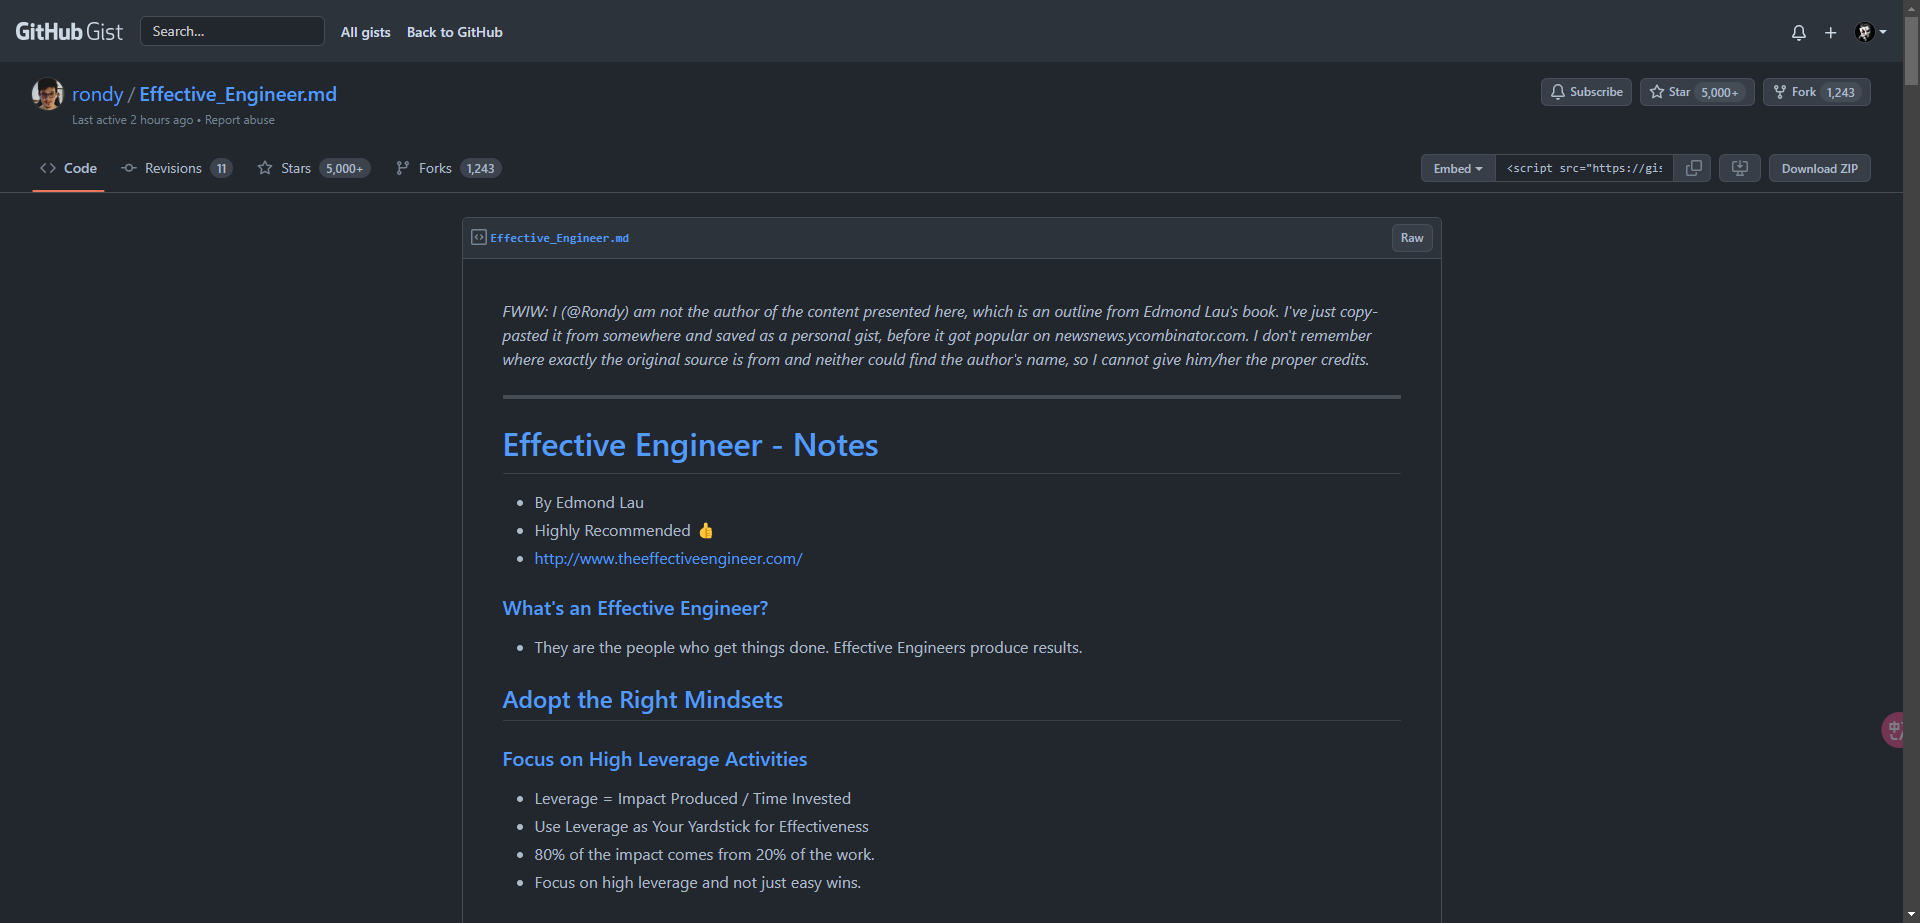 GitHub Gist
Search...
All gists
Back to GitHub
rondy / Effective_Engineer.md
Last active 2 hours ago • Report abuse
Subscribe
Star 5,000+
Fork 1,243
Code
Revisions 11
Stars 5,000+
Forks 1,243
Embed
<script src="https://gis
Download ZIP
Effective_Engineer.md
Raw
FWIW: I (@Rondy) am not the author of the content presented here, which is an outline from Edmond Lau's book. I've just copy-
pasted it from somewhere and saved as a personal gist, before it got popular on newsnews.ycombinator.com. I don't remember
where exactly the original source is from and neither could find the author's name, so I cannot give him/her the proper credits.
Effective Engineer - Notes
• By Edmond Lau
• Highly Recommended 👍
• http://www.theeffectiveengineer.com/
What's an Effective Engineer?
• They are the people who get things done. Effective Engineers produce results.
Adopt the Right Mindsets
Focus on High Leverage Activities
• Leverage = Impact Produced / Time Invested
• Use Leverage as Your Yardstick for Effectiveness
• 80% of the impact comes from 20% of the work.
• Focus on high leverage and not just easy wins.
中